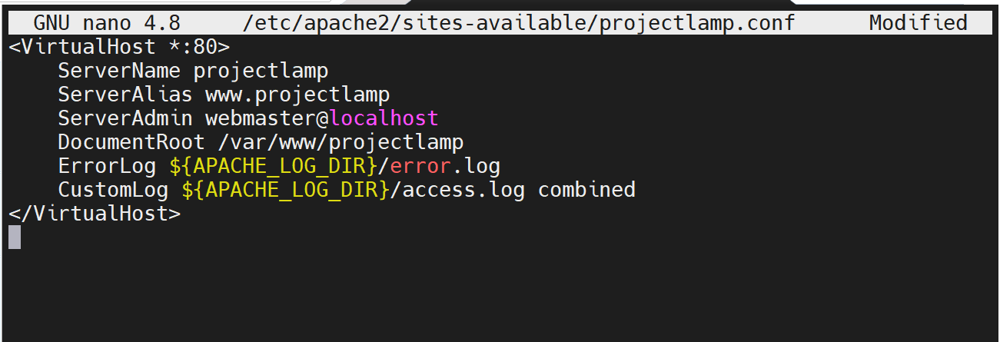 GNU nano 4.8 /etc/apache2/sites-available/projectlamp.conf Modified
<VirtualHost *:80>
    ServerName projectlamp
    ServerAlias www.projectlamp
    ServerAdmin webmaster@localhost
    DocumentRoot /var/www/projectlamp
    ErrorLog ${APACHE_LOG_DIR}/error.log
    CustomLog ${APACHE_LOG_DIR}/access.log combined
</VirtualHost>